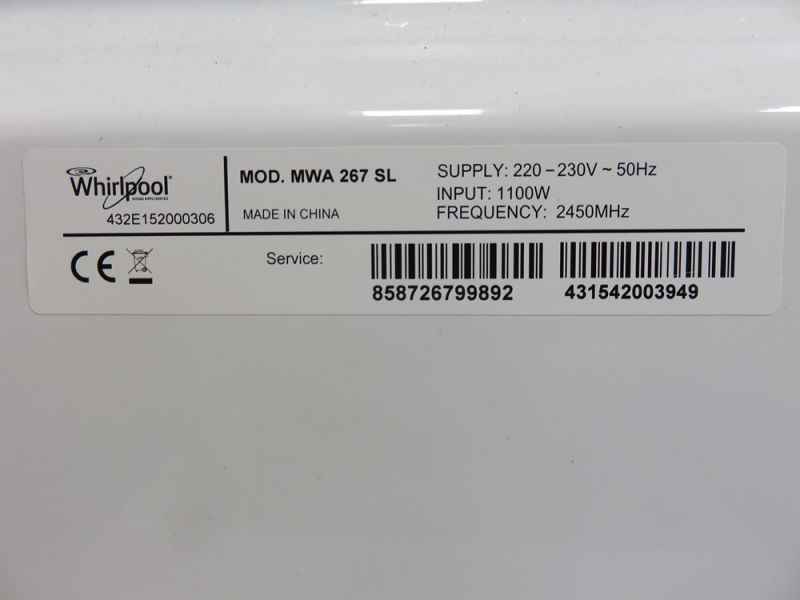 Whirlpool
HOME APPLIANCES
432E152000306
MOD. MWA 267 SL
MADE IN CHINA
SUPPLY: 220 – 230V ~ 50Hz
INPUT: 1100W
FREQUENCY: 2450MHz
CE
Service:
858726799892
431542003949